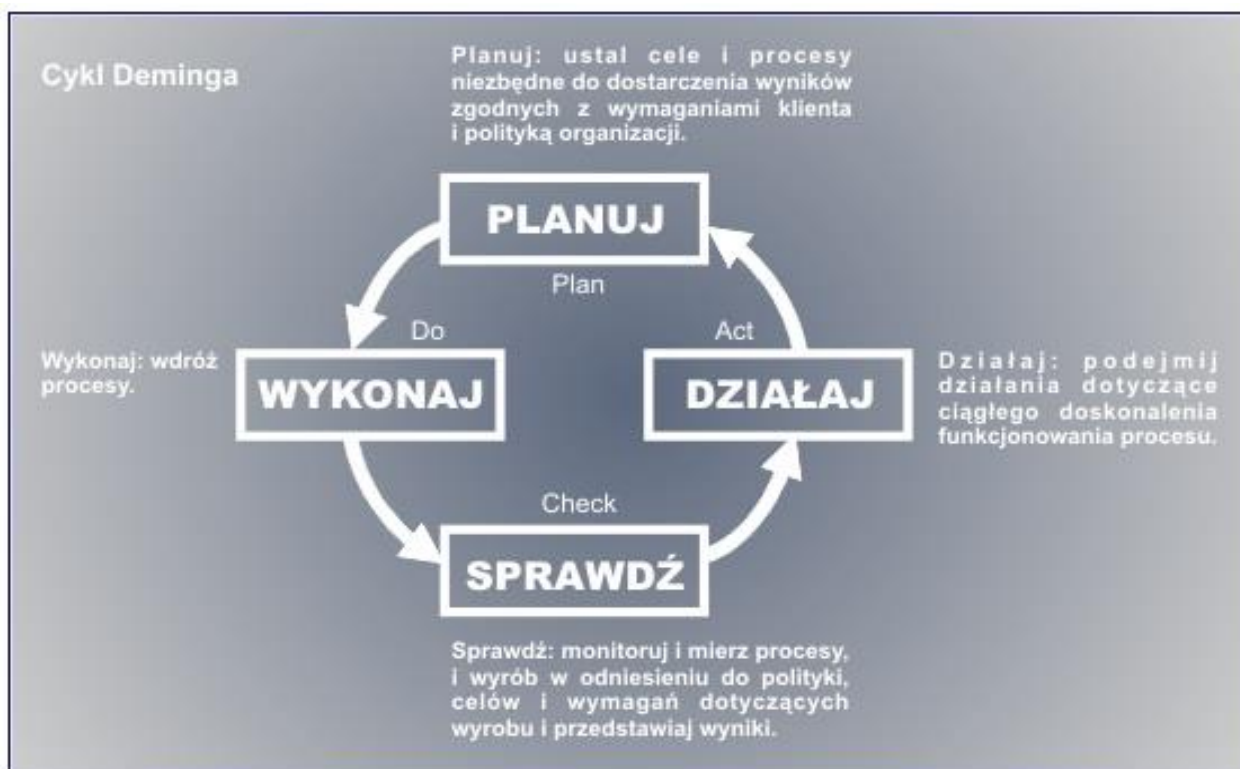 Cykl Deminga
Planuj: ustal cele i procesy
niezbędne do dostarczenia wyników
zgodnych z wymaganiami klienta
i polityką organizacji.
PLANUJ
Plan
Do
Act
Wykonaj: wdróż
procesy.
WYKONAJ
DZIAŁAJ
Działaj: podejmij
działania dotyczące
ciągłego doskonalenia
funkcjonowania procesu.
Check
SPRAWDŹ
Sprawdź: monitoruj i mierz procesy,
i wyrób w odniesieniu do polityki,
celów i wymagań dotyczących
wyrobu i przedstawiaj wyniki.